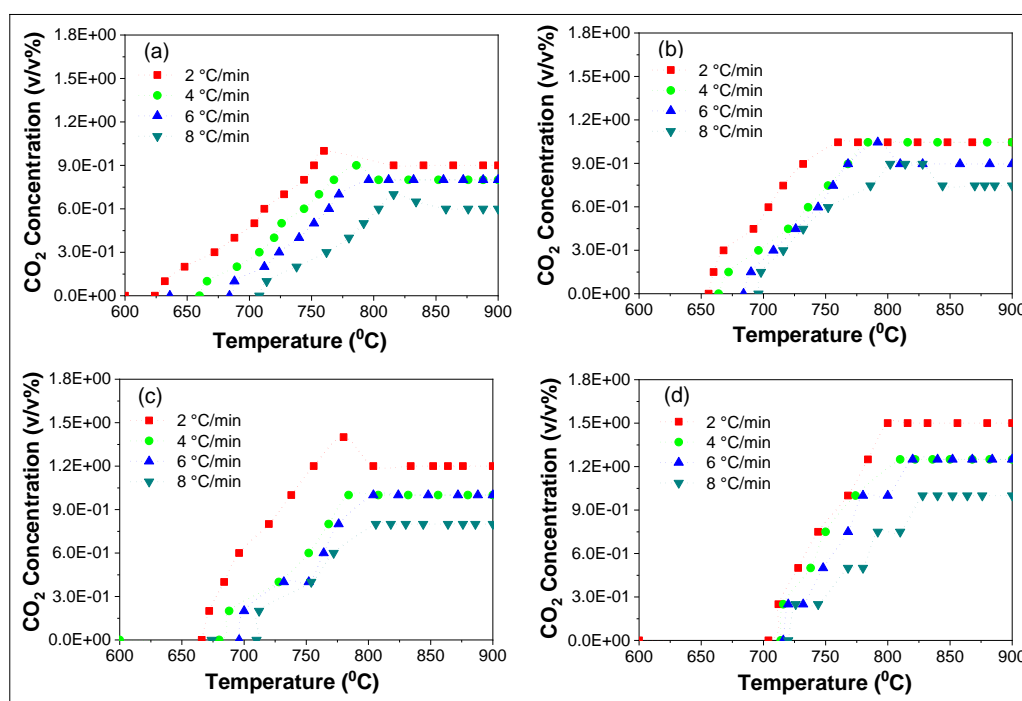 (a)
2 °C/min
4 °C/min
6 °C/min
8 °C/min
1.8E+00
1.5E+00
1.2E+00
9.0E-01
6.0E-01
3.0E-01
0.0E+00
CO₂ Concentration (v/v%)
600 650 700 750 800 850 900
Temperature (⁰C)
(b)
2 °C/min
4 °C/min
6 °C/min
8 °C/min
1.8E+00
1.5E+00
1.2E+00
9.0E-01
6.0E-01
3.0E-01
0.0E+00
CO₂ Concentration (v/v%)
600 650 700 750 800 850 900
Temperature (⁰C)
(c)
2 °C/min
4 °C/min
6 °C/min
8 °C/min
1.8E+00
1.5E+00
1.2E+00
9.0E-01
6.0E-01
3.0E-01
0.0E+00
CO₂ Concentration (v/v%)
600 650 700 750 800 850 900
Temperature (⁰C)
(d)
2 °C/min
4 °C/min
6 °C/min
8 °C/min
1.8E+00
1.5E+00
1.2E+00
9.0E-01
6.0E-01
3.0E-01
0.0E+00
CO₂ Concentration (v/v%)
600 650 700 750 800 850 900
Temperature (⁰C)